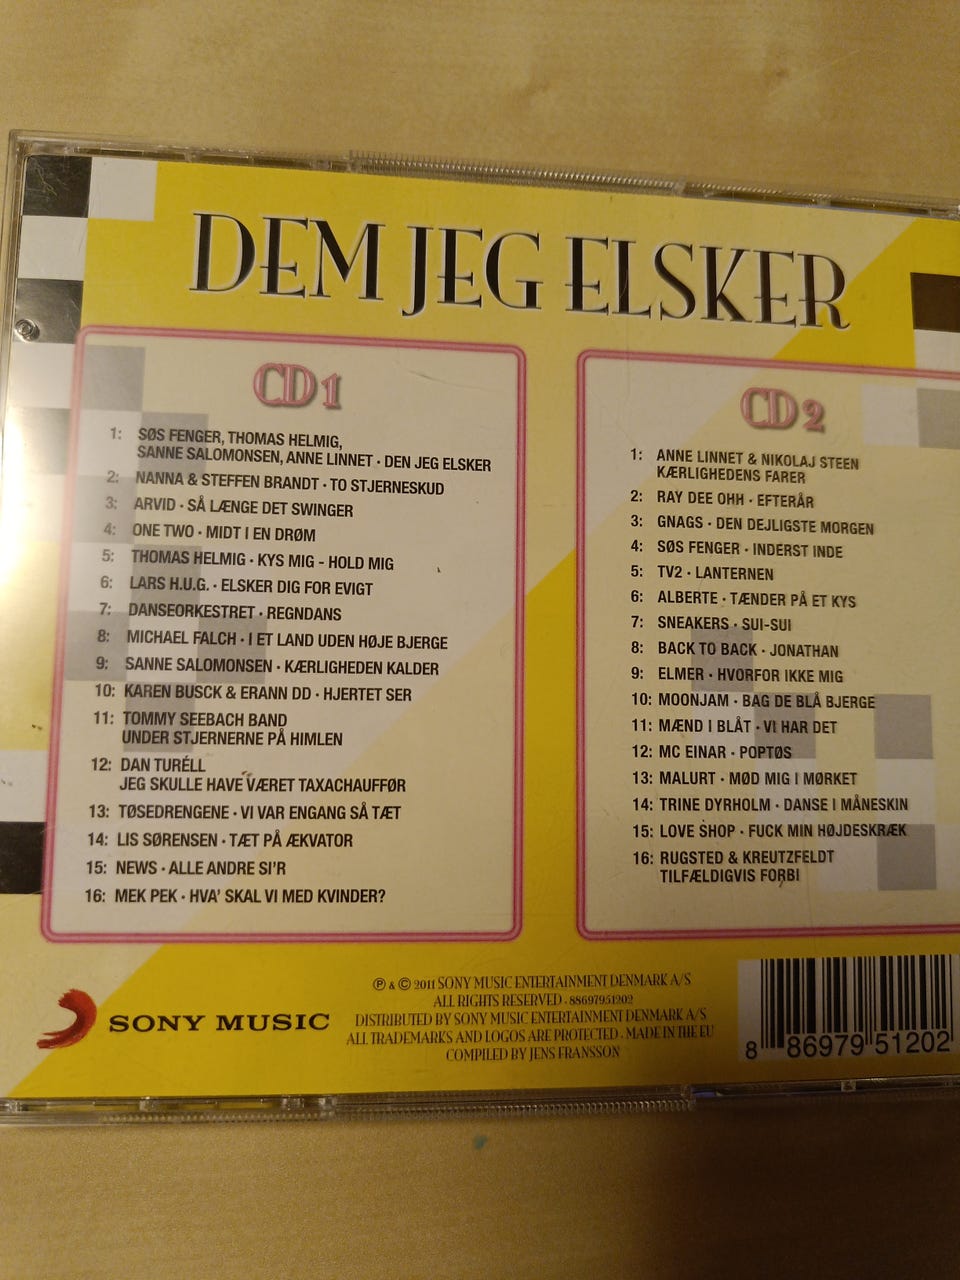 DEM JEG ELSKER
CD 1
1: SØS FENGER, THOMAS HELMIG,
SANNE SALOMONSEN, ANNE LINNET · DEN JEG ELSKER
2: NANNA & STEFFEN BRANDT · TO STJERNESKUD
3: ARVID · SÅ LÆNGE DET SWINGER
4: ONE TWO · MIDT I EN DRØM
5: THOMAS HELMIG · KYS MIG - HOLD MIG
6: LARS H.U.G. · ELSKER DIG FOR EVIGT
7: DANSEORKESTRET · REGNDANS
8: MICHAEL FALCH · I ET LAND UDEN HØJE BJERGE
9: SANNE SALOMONSEN · KÆRLIGHEDEN KALDER
10: KAREN BUSCK & ERANN DD · HJERTET SER
11: TOMMY SEEBACH BAND
UNDER STJERNERNE PÅ HIMLEN
12: DAN TURÉLL
JEG SKULLE HAVE VÆRET TAXACHAUFFØR
13: TØSEDRENGENE · VI VAR ENGANG SÅ TÆT
14: LIS SØRENSEN · TÆT PÅ ÆKVATOR
15: NEWS · ALLE ANDRE SI'R
16: MEK PEK · HVA' SKAL VI MED KVINDER?
CD 2
1: ANNE LINNET & NIKOLAJ STEEN
KÆRLIGHEDENS FARER
2: RAY DEE OHH · EFTERÅR
3: GNAGS · DEN DEJLIGSTE MORGEN
4: SØS FENGER · INDERST INDE
5: TV2 · LANTERNEN
6: ALBERTE · TÆNDER PÅ ET KYS
7: SNEAKERS · SUI-SUI
8: BACK TO BACK · JONATHAN
9: ELMER · HVORFOR IKKE MIG
10: MOONJAM · BAG DE BLÅ BJERGE
11: MÆND I BLÅT · VI HAR DET
12: MC EINAR · POPTØS
13: MALURT · MØD MIG I MØRKET
14: TRINE DYRHOLM · DANSE I MÅNESKIN
15: LOVE SHOP · FUCK MIN HØJDESKRÆK
16: RUGSTED & KREUTZFELDT
TILFÆLDIGVIS FORBI
SONY MUSIC
℗ & © 2011 SONY MUSIC ENTERTAINMENT DENMARK A/S
ALL RIGHTS RESERVED · 88697951202
DISTRIBUTED BY SONY MUSIC ENTERTAINMENT DENMARK A/S
ALL TRADEMARKS AND LOGOS ARE PROTECTED · MADE IN THE EU
COMPILED BY JENS FRANSSON
8 86979 51202